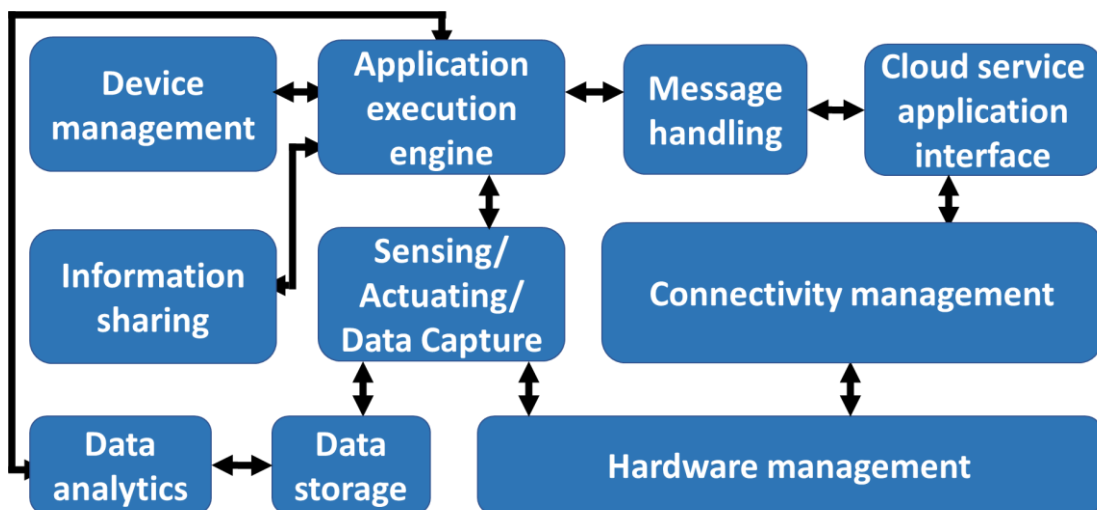 Device
management
Application
execution
engine
Message
handling
Cloud service
application
interface
Information
sharing
Sensing/
Actuating/
Data Capture
Connectivity management
Data
analytics
Data
storage
Hardware management